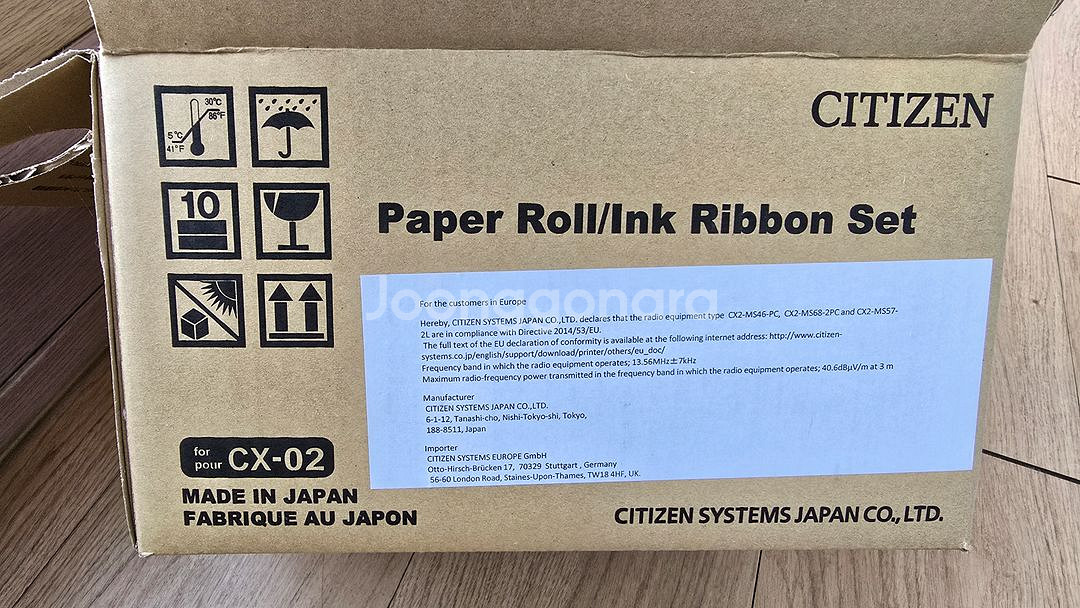 30°C
86°F
5°C
41°F
10
CITIZEN
Paper Roll/Ink Ribbon Set
Joonggonara
For the customers in Europe
Hereby, CITIZEN SYSTEMS JAPAN CO.,LTD. declares that the radio equipment type CX2-MS46-PC, CX2-MS68-2PC and CX2-MS57-
2L are in compliance with Directive 2014/53/EU.
The full text of the EU declaration of conformity is available at the following internet address: http://www.citizen-
systems.co.jp/english/support/download/printer/others/eu_doc/
Frequency band in which the radio equipment operates; 13.56MHz±7kHz
Maximum radio-frequency power transmitted in the frequency band in which the radio equipment operates; 40.6dBμV/m at 3 m
Manufacturer
CITIZEN SYSTEMS JAPAN CO.,LTD.
6-1-12, Tanashi-cho, Nishi-Tokyo-shi, Tokyo,
188-8511, Japan
Importer
CITIZEN SYSTEMS EUROPE GmbH
Otto-Hirsch-Brücken 17, 70329 Stuttgart , Germany
56-60 London Road, Staines-Upon-Thames, TW18 4HF, UK.
for
pour CX-02
MADE IN JAPAN
FABRIQUE AU JAPON
CITIZEN SYSTEMS JAPAN CO., LTD.